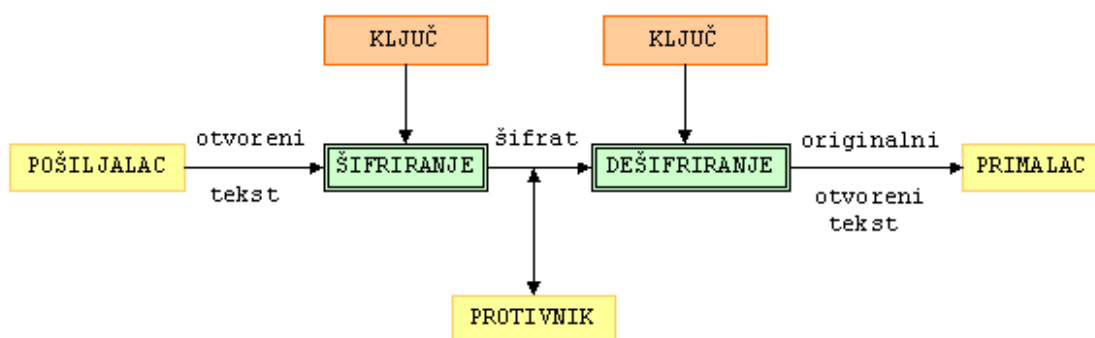 KLJUČ
KLJUČ
POŠILJALAC
otvoreni
tekst
ŠIFRIRANJE
šifrat
DEŠIFRIRANJE
originalni
otvoreni
tekst
PRIMALAC
PROTIVNIK